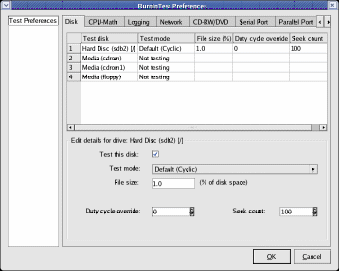 BurninTest Preference
Test Preferences
Disk CPU-Math Logging Network CD-RW/DVD Serial Port Parallel Port
Test disk Test mode File size (%) Duty cycle override Seek count
1 Hard Disc (sdb2) [/] Default (Cyclic) 1.0 0 100
2 Media (cdrom) Not testing
3 Media (cdrom1) Not testing
4 Media (floppy) Not testing
Edit details for drive: Hard Disc (sdb2) [/]
Test this disk:
Test mode: Default (Cyclic)
File size: 1.0 (% of disk space)
Duty cycle override: 0 Seek count: 100
OK Cancel